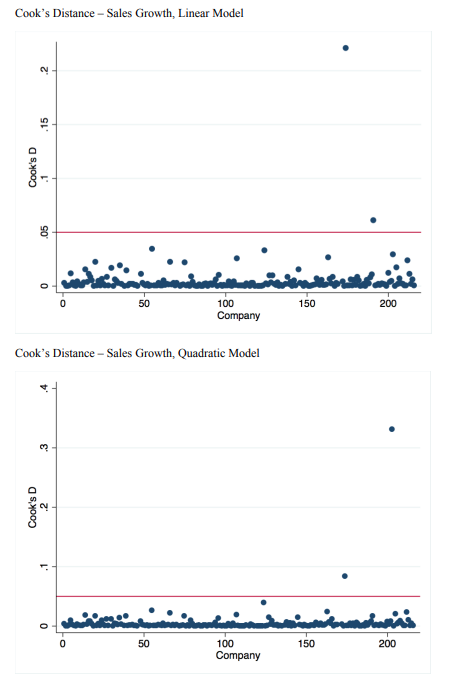 Cook's Distance – Sales Growth, Linear Model
.2
.15
.1
.05
0
Cook's D
0 50 100 150 200
Company
Cook's Distance – Sales Growth, Quadratic Model
.4
.3
.2
.1
0
Cook's D
0 50 100 150 200
Company